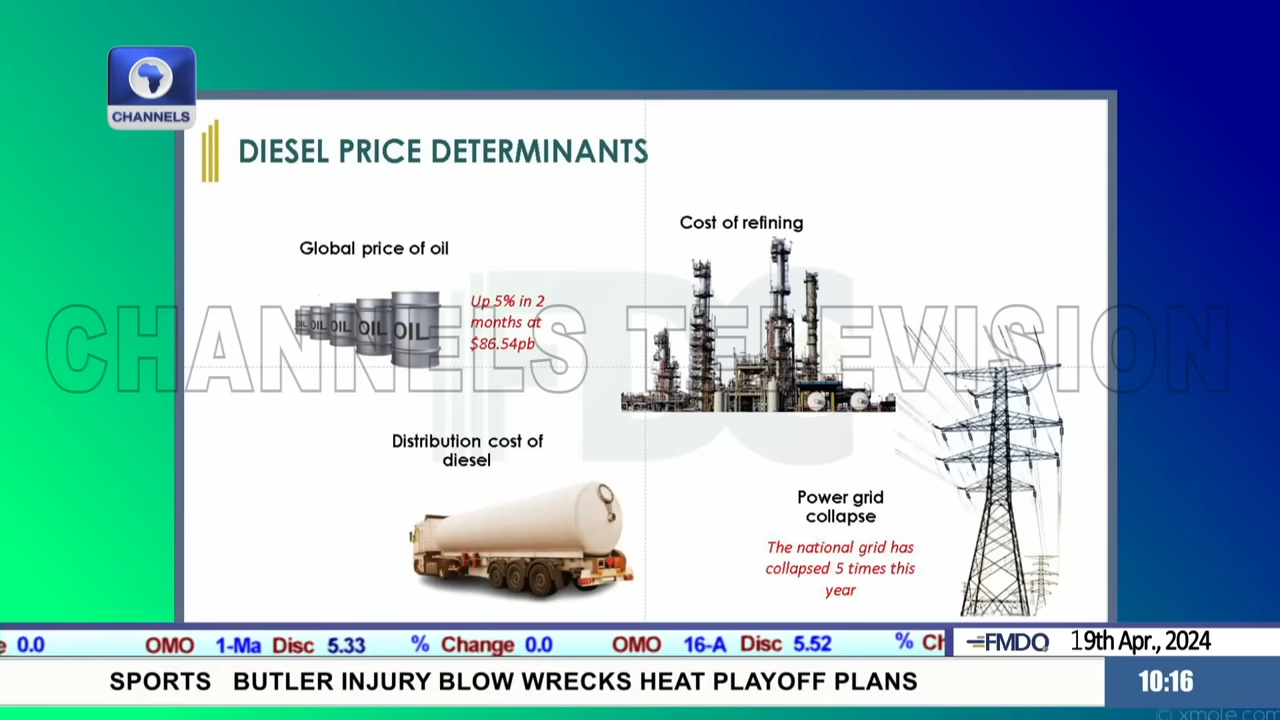 CHANNELS
DIESEL PRICE DETERMINANTS
Cost of refining
Global price of oil
OIL
OIL
OIL
OIL
Up 5% in 2
months at
$86.54pb
CHANNELS TELEVISION
Distribution cost of
diesel
Power grid
collapse
The national grid has
collapsed 5 times this
year
0.0 OMO 1-Ma Disc 5.33 % Change 0.0 OMO 16-A Disc 5.52 % Ch
FMDQ 19th Apr., 2024
SPORTS BUTLER INJURY BLOW WRECKS HEAT PLAYOFF PLANS
10:16